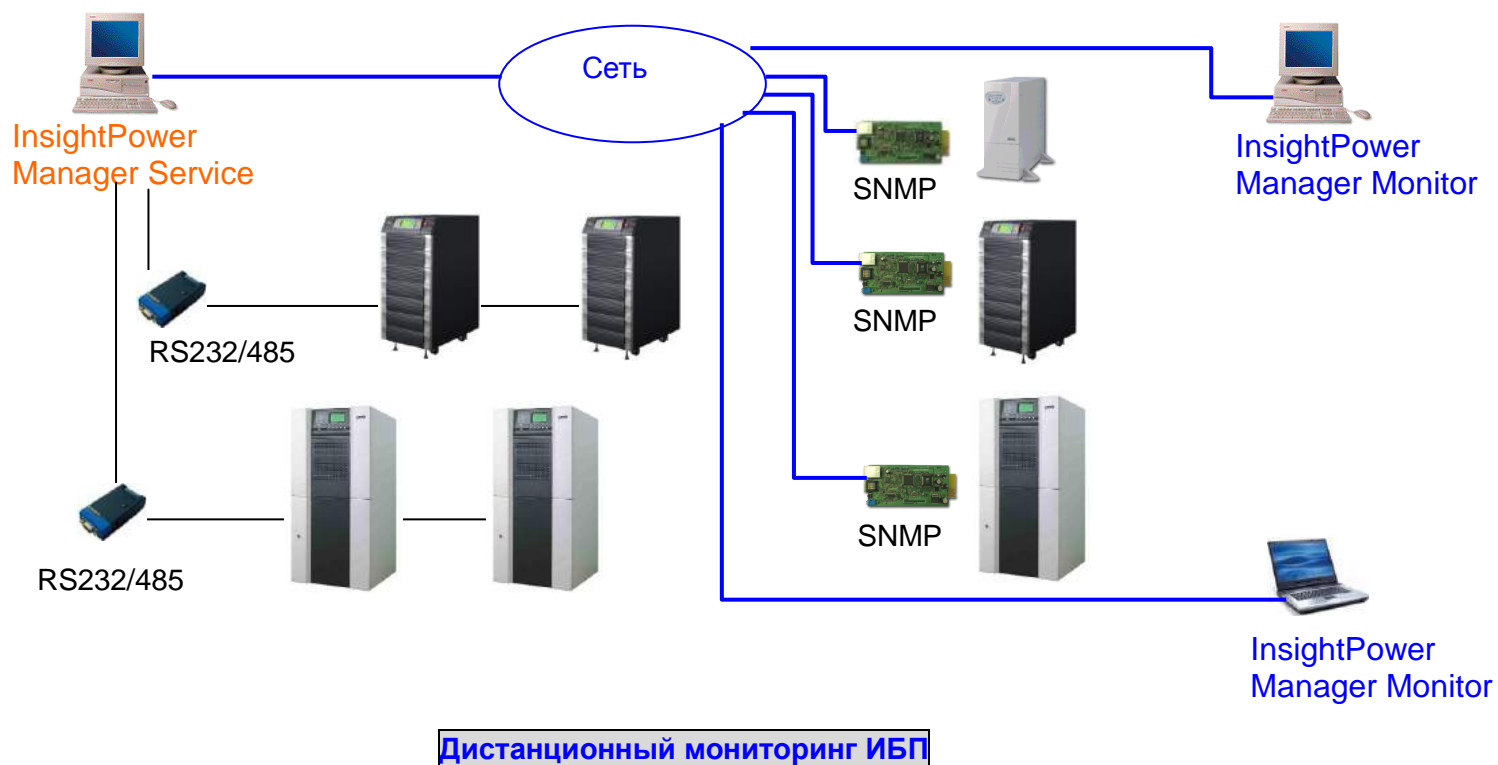 Сеть
InsightPower
Manager Service
InsightPower
Manager Monitor
SNMP
RS232/485
SNMP
RS232/485
SNMP
InsightPower
Manager Monitor
Дистанционный мониторинг ИБП